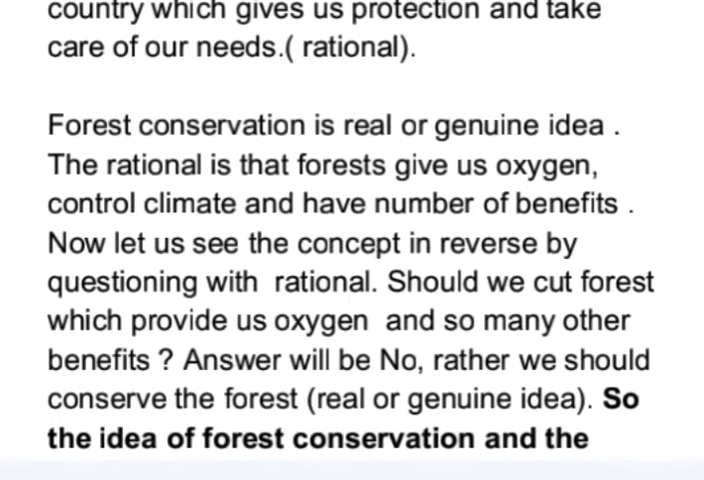 country which gives us protection and take
care of our needs.( rational).
Forest conservation is real or genuine idea .
The rational is that forests give us oxygen,
control climate and have number of benefits .
Now let us see the concept in reverse by
questioning with  rational. Should we cut forest
which provide us oxygen  and so many other
benefits ? Answer will be No, rather we should
conserve the forest (real or genuine idea). So
the idea of forest conservation and the